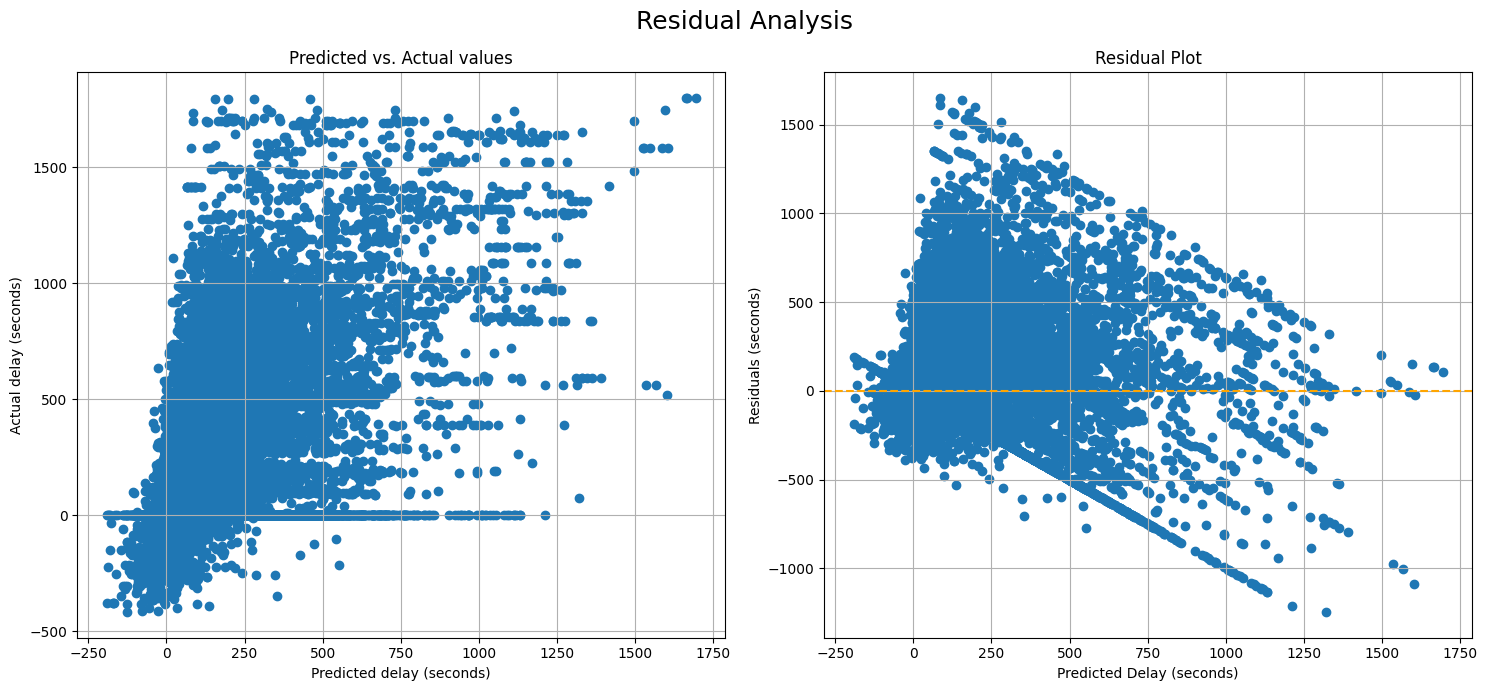 Residual Analysis
Predicted vs. Actual values
Actual delay (seconds)
1500
1000
500
0
−500
−250 0 250 500 750 1000 1250 1500 1750
Predicted delay (seconds)
Residual Plot
Residuals (seconds)
1500
1000
500
0
−500
−1000
−250 0 250 500 750 1000 1250 1500 1750
Predicted Delay (seconds)